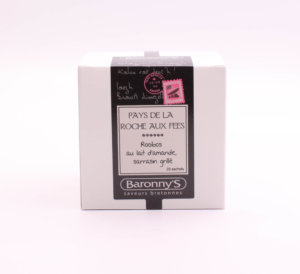 PAYS DE LA
ROCHE AUX FEES
Rooibos
au lait d'amande,
sarrasin grillé
20 sachets
BARONNY'S
saveurs bretonnes